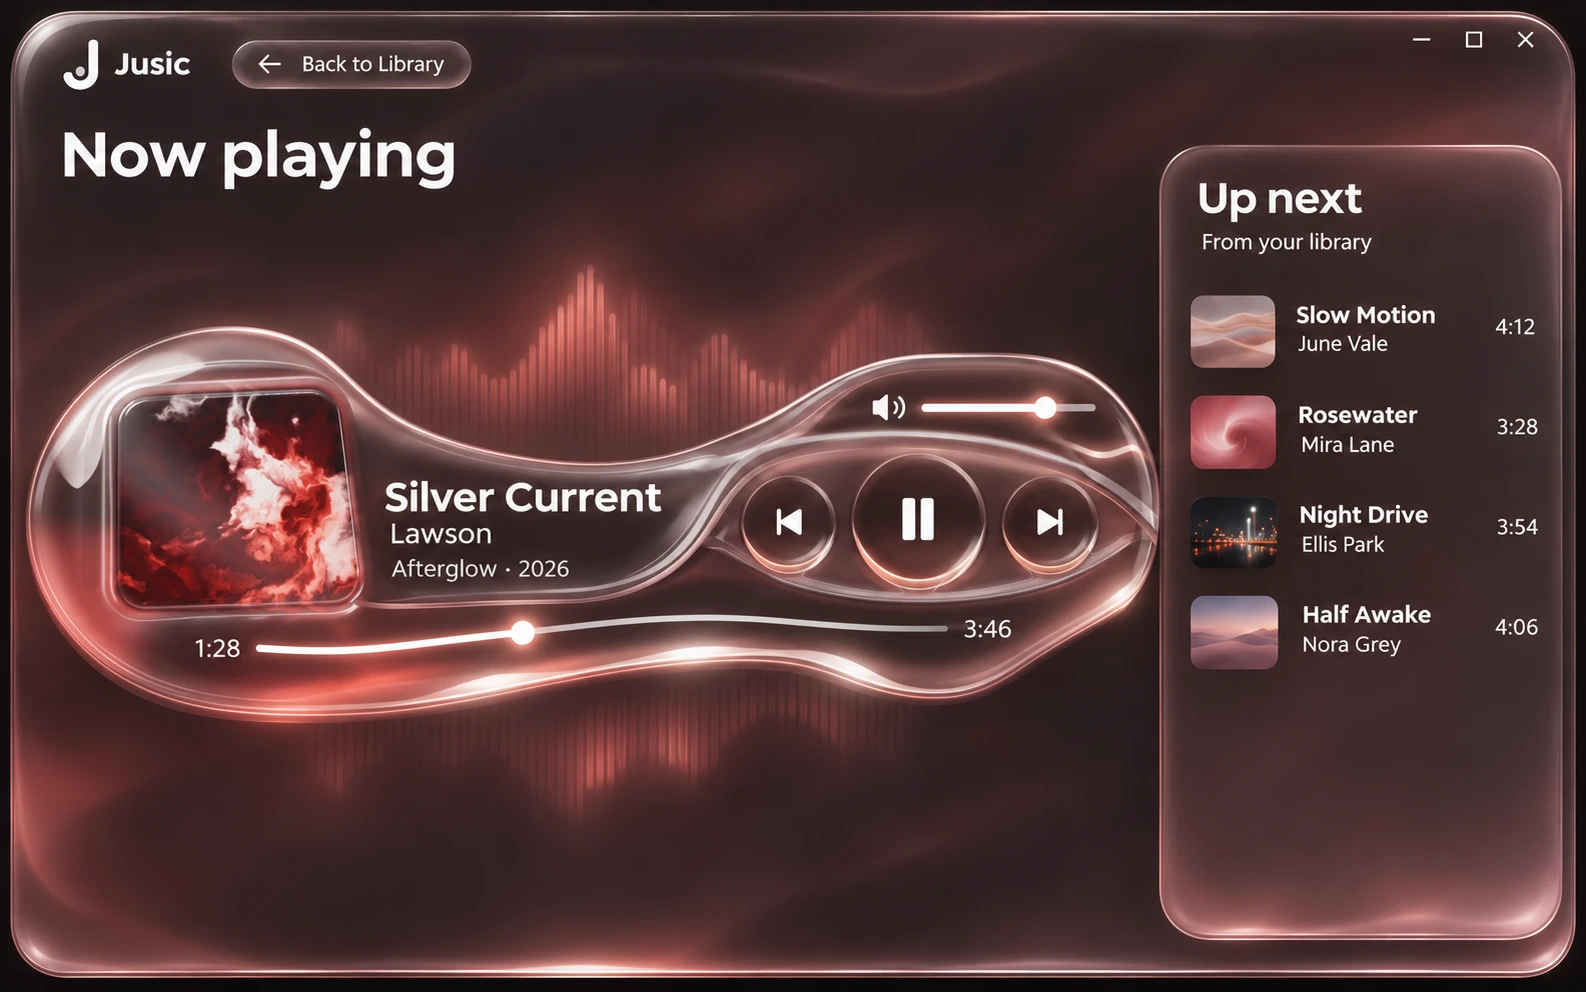 Jusic
Back to Library
Now playing
Silver Current
Lawson
Afterglow · 2026
1:28
3:46
Up next
From your library
Slow Motion
June Vale
4:12
Rosewater
Mira Lane
3:28
Night Drive
Ellis Park
3:54
Half Awake
Nora Grey
4:06